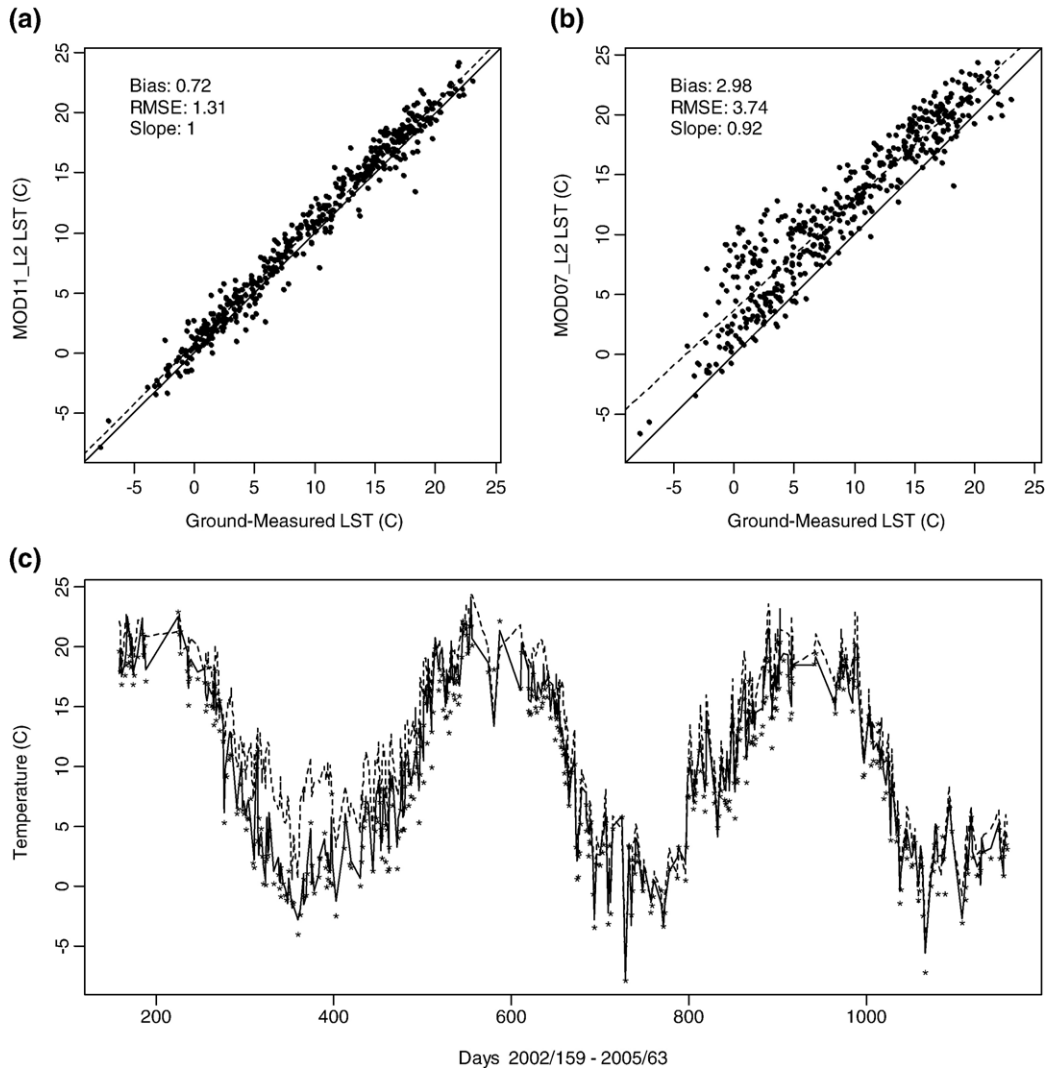 (a)
Bias: 0.72
RMSE: 1.31
Slope: 1
MOD11_L2 LST (C)
25
20
15
10
5
0
-5
-5 0 5 10 15 20 25
Ground-Measured LST (C)
(b)
Bias: 2.98
RMSE: 3.74
Slope: 0.92
MOD07_L2 LST (C)
25
20
15
10
5
0
-5
-5 0 5 10 15 20 25
Ground-Measured LST (C)
(c)
Temperature (C)
25
20
15
10
5
0
-5
200 400 600 800 1000
Days 2002/159 - 2005/63